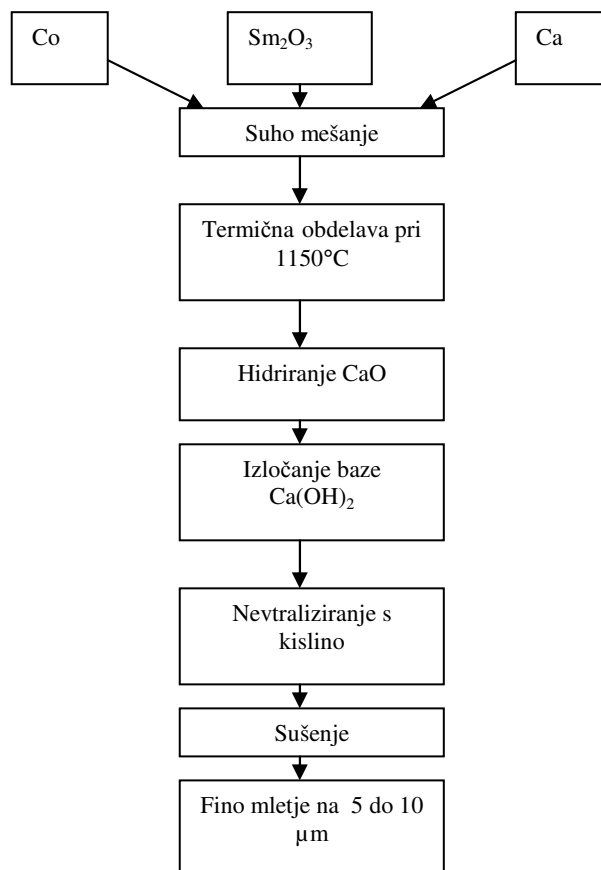 Co
Sm₂O₃
Ca
Suho mešanje
Termična obdelava pri
1150°C
Hidriranje CaO
Izločanje baze
Ca(OH)₂
Nevtraliziranje s
kislino
Sušenje
Fino mletje na 5 do 10
µm